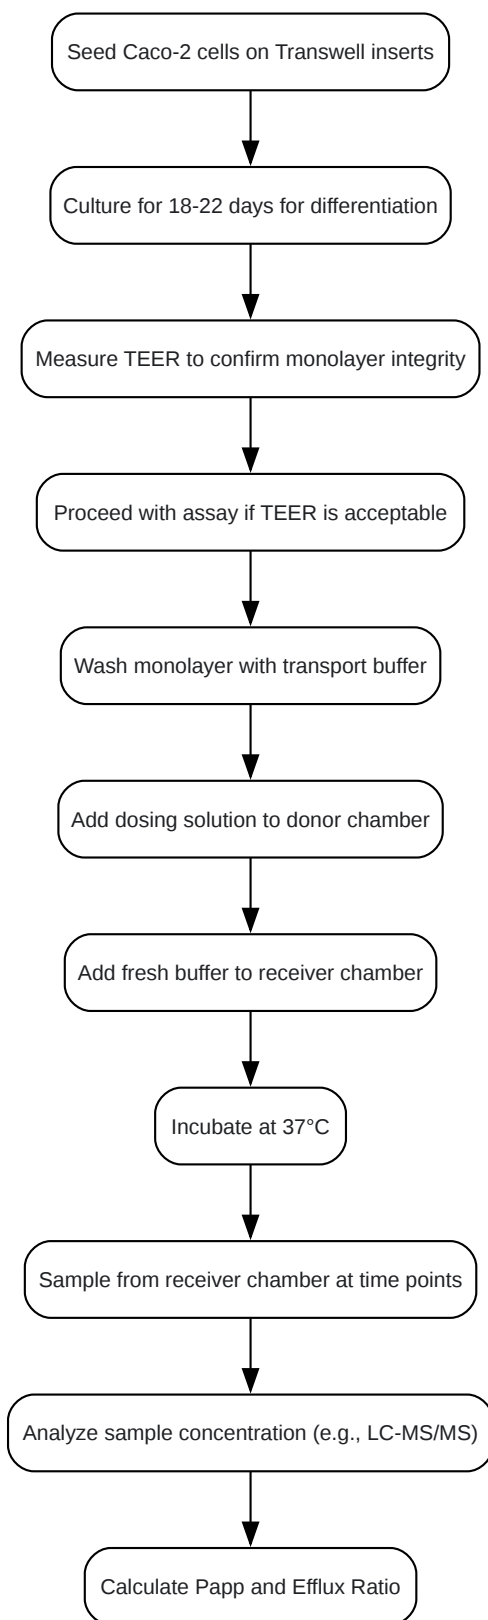 Seed Caco-2 cells on Transwell inserts
Culture for 18-22 days for differentiation
Measure TEER to confirm monolayer integrity
Proceed with assay if TEER is acceptable
Wash monolayer with transport buffer
Add dosing solution to donor chamber
Add fresh buffer to receiver chamber
Incubate at 37°C
Sample from receiver chamber at time points
Analyze sample concentration (e.g., LC-MS/MS)
Calculate Papp and Efflux Ratio